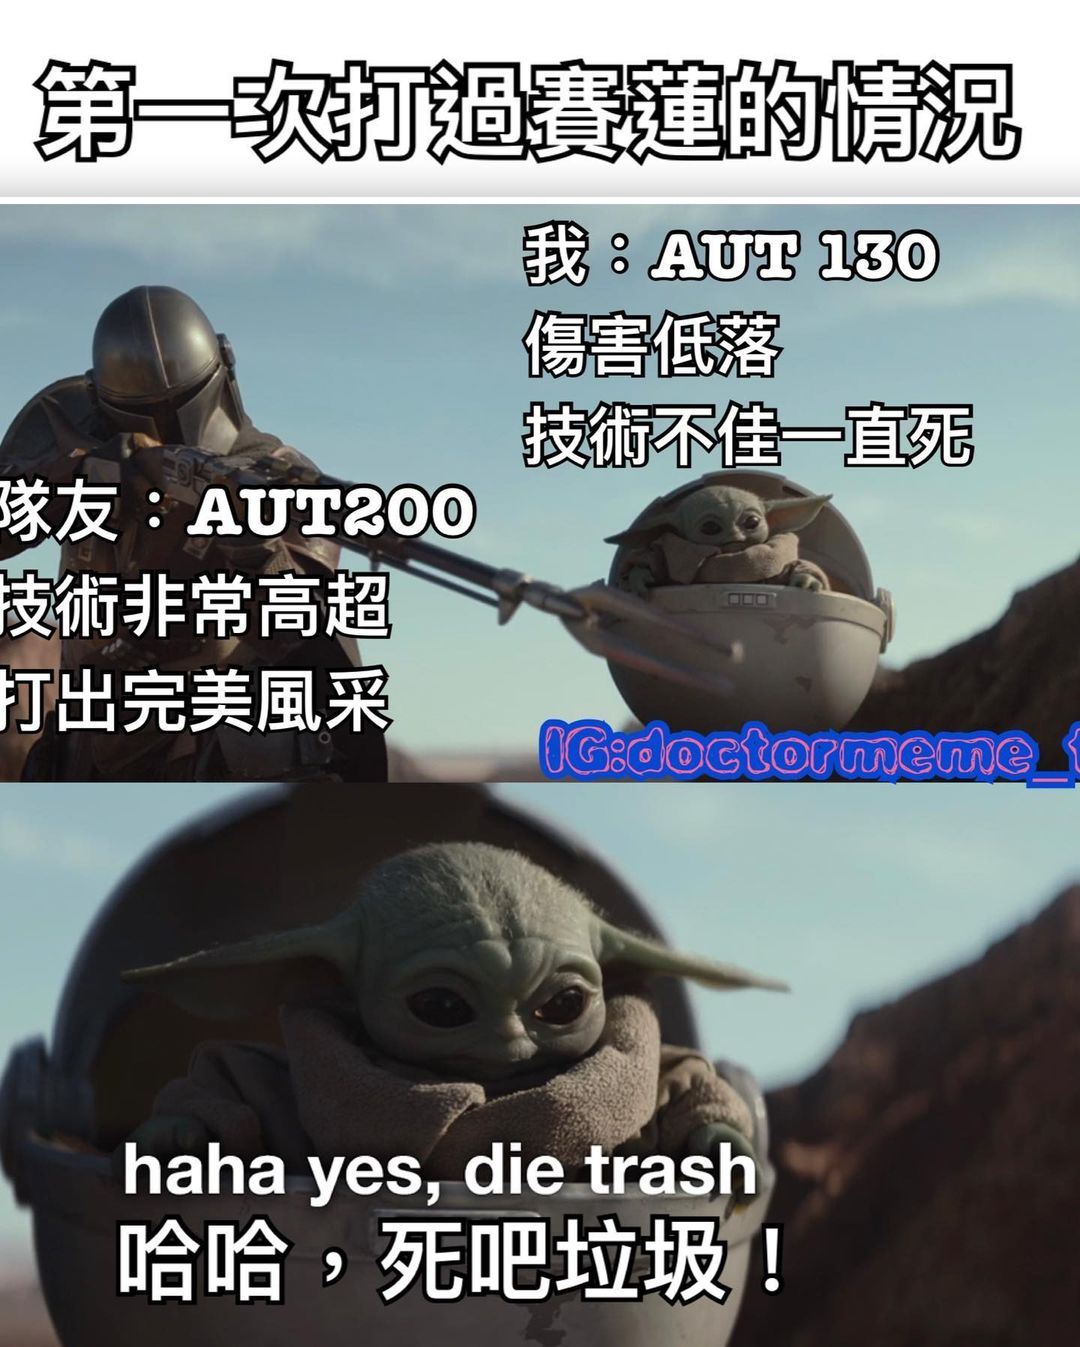 第一次打過賽蓮的情況
我：AUT 130
傷害低落
技術不佳一直死
隊友：AUT200
技術非常高超
打出完美風采
IG:doctormeme_
haha yes, die trash
哈哈，死吧垃圾！